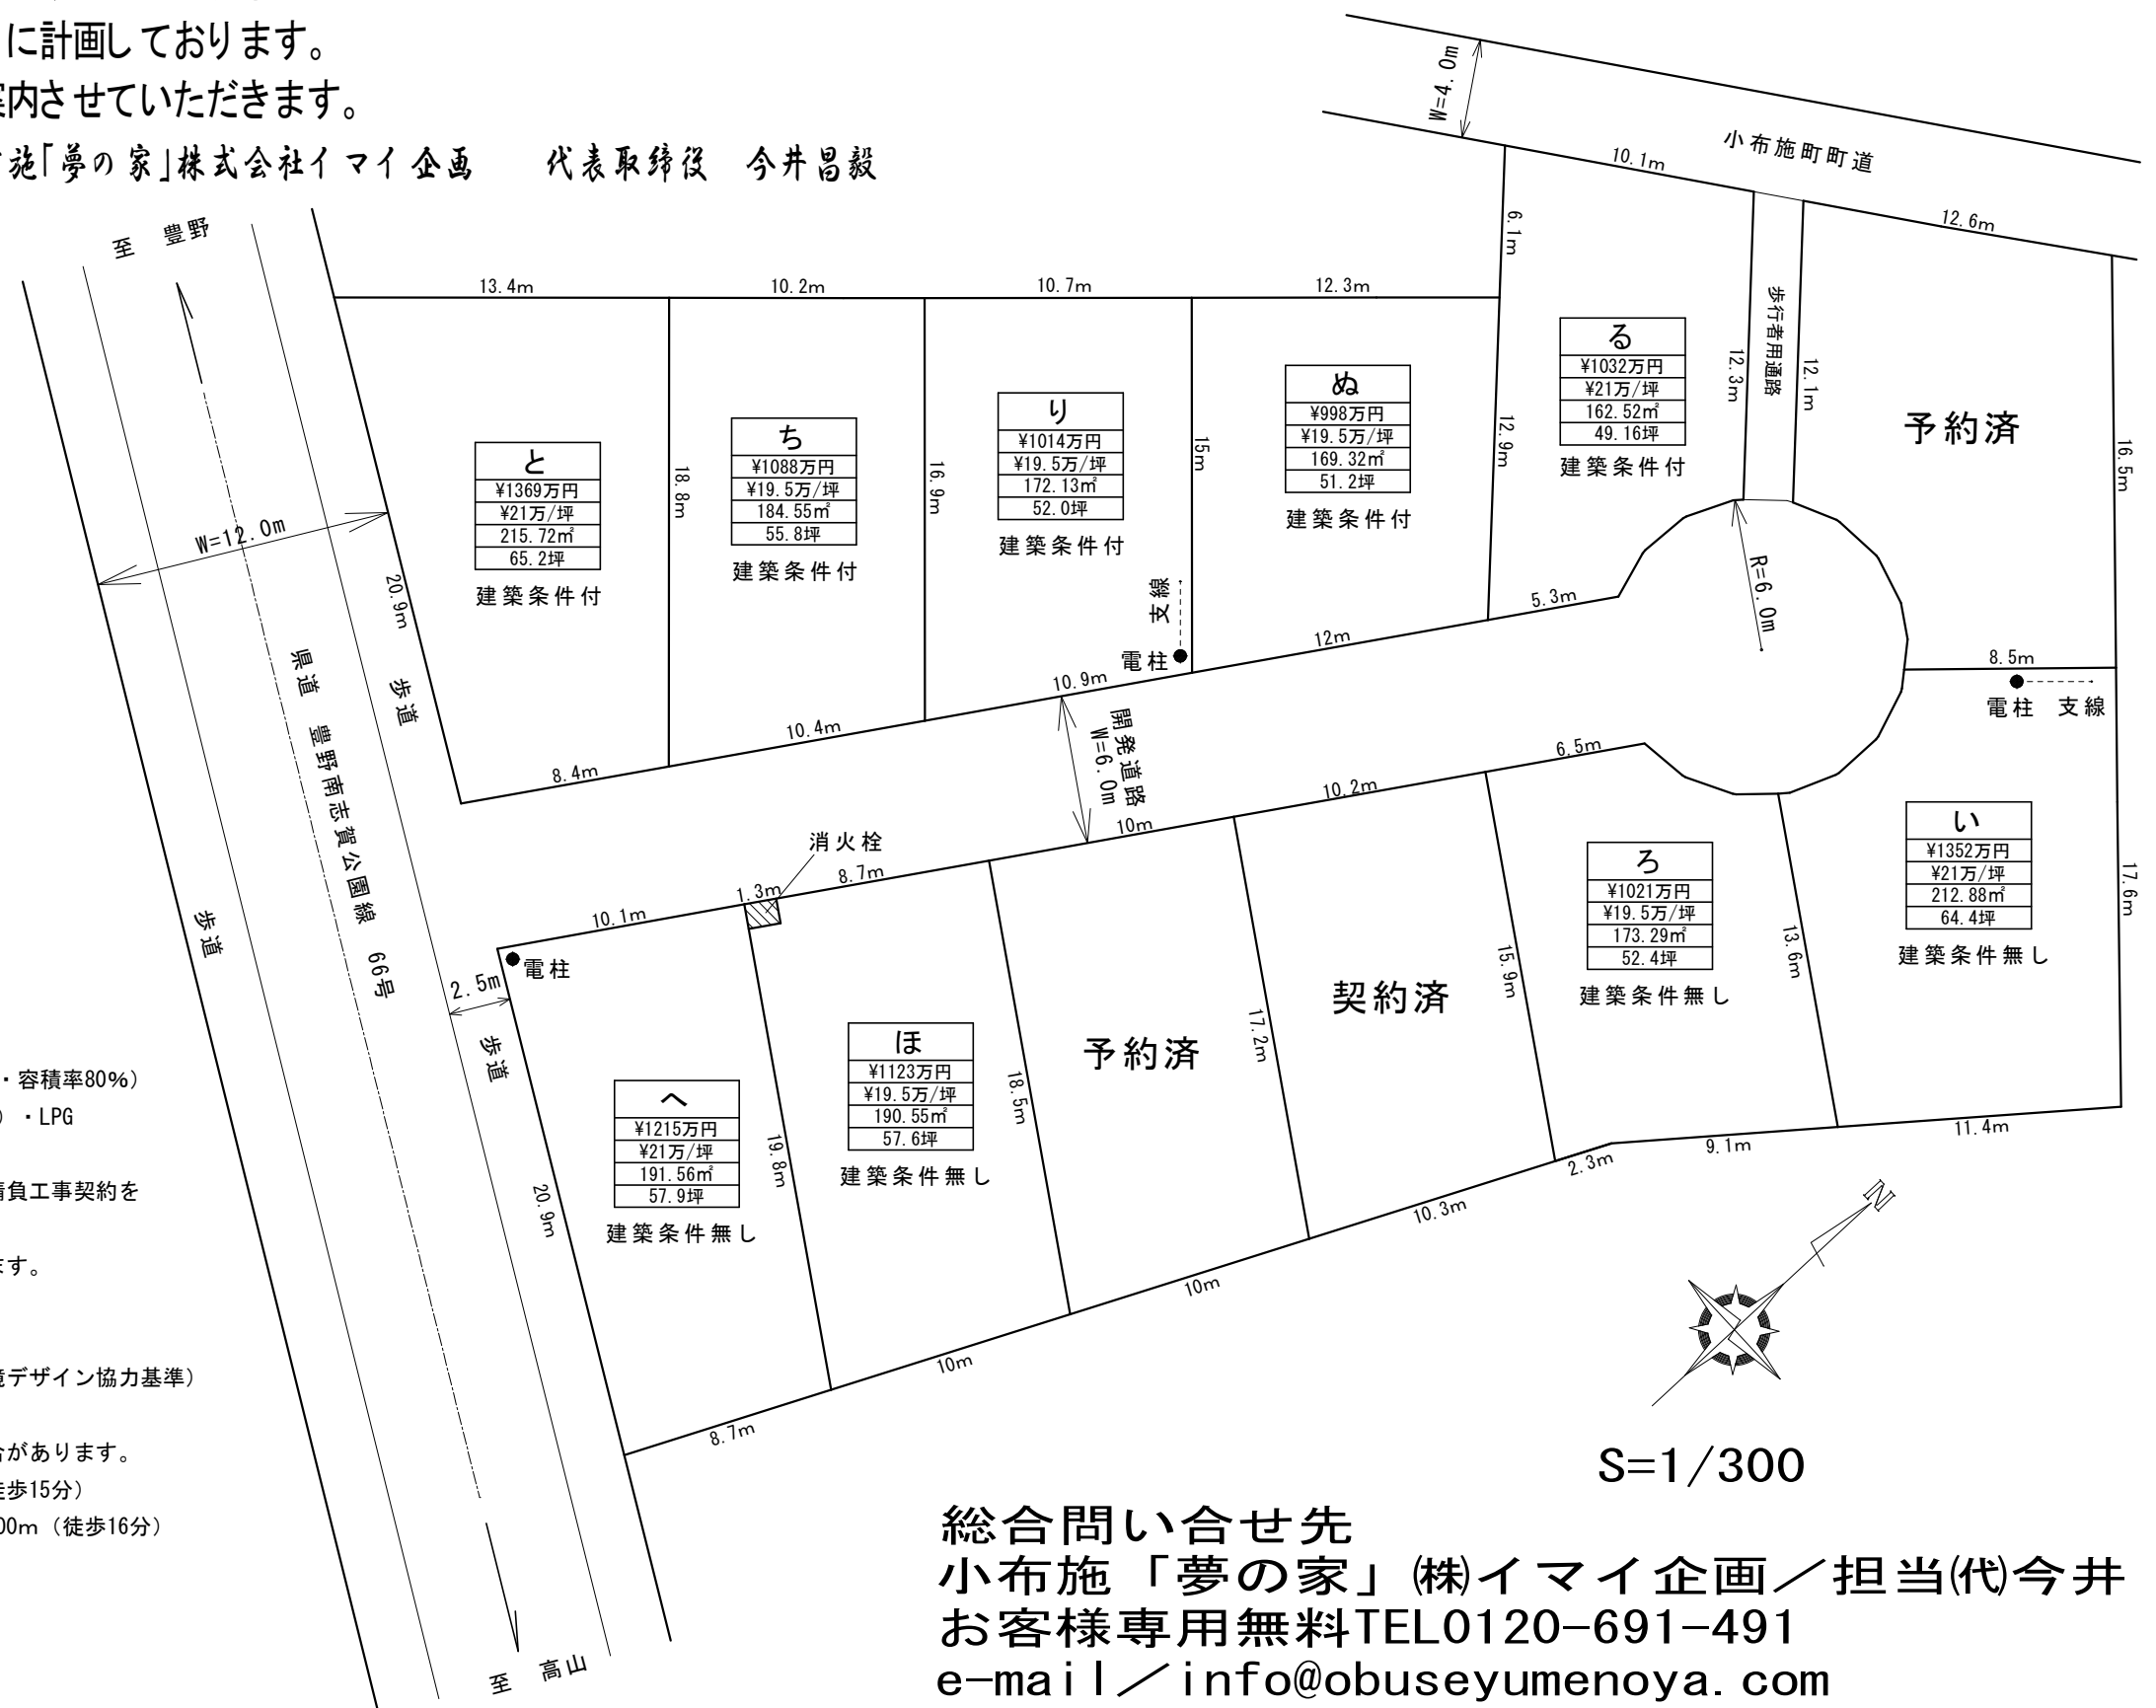 に計画しております。
案内させていただきます。
施「夢の家」株式会社イマイ企画　代表取締役　今井昌毅
至　豊野
W=12.0m
県道　豊野南志賀公園線　66号
歩道
歩道
歩道
2.5m
至　高山
W=4.0m
小布施町町道
10.1m
12.6m
6.1m
13.4m
10.2m
10.7m
12.3m
歩行者用通路
12.3m
12.1m
16.5m
20.9m
18.8m
16.9m
15m
12.9m
と
¥1369万円
¥21万/坪
215.72㎡
65.2坪
建築条件付
ち
¥1088万円
¥19.5万/坪
184.55㎡
55.8坪
建築条件付
り
¥1014万円
¥19.5万/坪
172.13㎡
52.0坪
建築条件付
ぬ
¥998万円
¥19.5万/坪
169.32㎡
51.2坪
建築条件付
る
¥1032万円
¥21万/坪
162.52㎡
49.16坪
建築条件付
予約済
支線
電柱
R=6.0m
8.4m
10.4m
10.9m
12m
5.3m
8.5m
電柱　支線
開発道路
W=6.0m
消火栓
10.1m
1.3m
8.7m
10m
10.2m
6.5m
電柱
20.9m
19.8m
18.5m
17.2m
15.9m
13.6m
17.6m
へ
¥1215万円
¥21万/坪
191.56㎡
57.9坪
建築条件無し
ほ
¥1123万円
¥19.5万/坪
190.55㎡
57.6坪
建築条件無し
予約済
契約済
ろ
¥1021万円
¥19.5万/坪
173.29㎡
52.4坪
建築条件無し
い
¥1352万円
¥21万/坪
212.88㎡
64.4坪
建築条件無し
8.7m
10m
10m
10.3m
2.3m
9.1m
11.4m
N
S=1/300
・容積率80%）
）・LPG
請負工事契約を
ます。
境デザイン協力基準）
合があります。
徒歩15分）
00m（徒歩16分）
総合問い合せ先
小布施「夢の家」㈱イマイ企画／担当㈹今井
お客様専用無料TEL0120-691-491
e-mail／info@obuseyumenoya.com